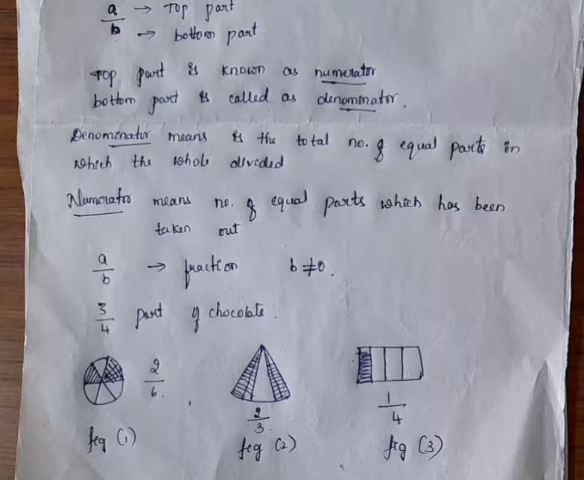 a/b → Top part
→ bottom part
Top part is known as numerator
bottom part is called as denominator.
Denominator means is the total no. of equal parts in
which the whole divided
Numerator means no. of equal parts which has been
taken out
a/b → fraction b ≠ 0.
3/4 part of chocolate.
2/6. 2/3 1/4
fig (1) fig (2) fig (3)